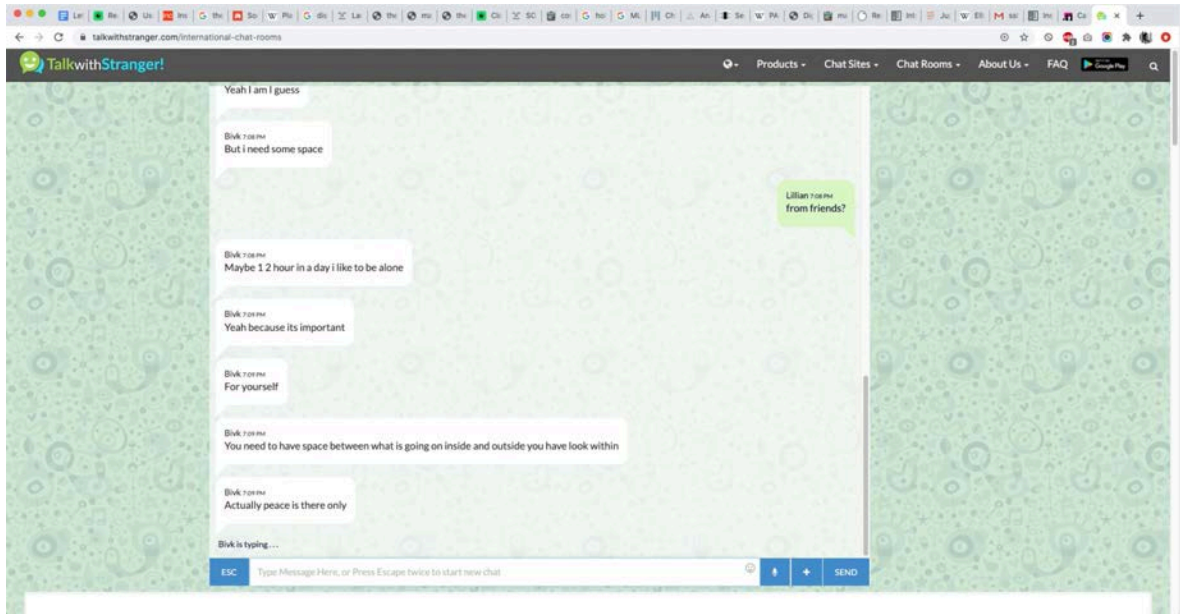 talkwithstranger.com/international-chat-rooms
TalkwithStranger!
Products
Chat Sites
Chat Rooms
About Us
FAQ
Google Play
Yeah I am I guess
Bivk 7:08 PM
But i need some space
Lillian 7:08 PM
from friends?
Bivk 7:08 PM
Maybe 1 2 hour in a day i like to be alone
Bivk 7:09 PM
Yeah because its important
Bivk 7:09 PM
For yourself
Bivk 7:09 PM
You need to have space between what is going on inside and outside you have look within
Bivk 7:09 PM
Actually peace is there only
Bivk is typing....
ESC
Type Message Here, or Press Escape twice to start new chat
+
SEND